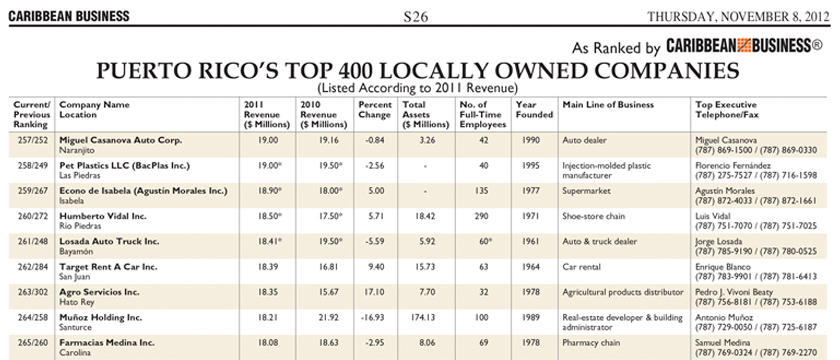 CARIBBEAN BUSINESS S26 THURSDAY, NOVEMBER 8, 2012
As Ranked by CARIBBEAN BUSINESS®
PUERTO RICO'S TOP 400 LOCALLY OWNED COMPANIES
(Listed According to 2011 Revenue)
Current/ Company Name 2011 2010 Percent Total No. of Year Main Line of Business Top Executive
Previous Location Revenue Revenue Change Assets Full-Time Founded Telephone/Fax
Ranking ($ Millions) ($ Millions) ($ Millions) Employees
257/252 Miguel Casanova Auto Corp. 19.00 19.16 -0.84 3.26 42 1990 Auto dealer Miguel Casanova
Naranjito (787) 869-1500 / (787) 869-0330
258/249 Pet Plastics LLC (BacPlas Inc.) 19.00* 19.50* -2.56 - 40 1995 Injection-molded plastic Florencio Fernández
Las Piedras manufacturer (787) 275-7527 / (787) 716-1598
259/267 Econo de Isabela (Agustín Morales Inc.) 18.90* 18.00* 5.00 - 135 1977 Supermarket Agustín Morales
Isabela (787) 872-4033 / (787) 872-1661
260/272 Humberto Vidal Inc. 18.50* 17.50* 5.71 18.42 290 1971 Shoe-store chain Luis Vidal
Río Piedras (787) 751-7070 / (787) 751-7025
261/248 Losada Auto Truck Inc. 18.41* 19.50* -5.59 5.92 60* 1961 Auto & truck dealer Jorge Losada
Bayamón (787) 785-9190 / (787) 780-0525
262/284 Target Rent A Car Inc. 18.39 16.81 9.40 15.73 63 1964 Car rental Enrique Blanco
San Juan (787) 783-9901 / (787) 781-6413
263/302 Agro Servicios Inc. 18.35 15.67 17.10 7.70 32 1978 Agricultural products distributor Pedro J. Vivoni Beaty
Hato Rey (787) 756-8181 / (787) 753-6188
264/258 Muñoz Holding Inc. 18.21 21.92 -16.93 174.13 100 1989 Real-estate developer & building Antonio Muñoz
Santurce administrator (787) 729-0050 / (787) 725-6187
265/260 Farmacias Medina Inc. 18.08 18.63 -2.95 8.06 69 1978 Pharmacy chain Samuel Medina
Carolina (787) 769-0324 / (787) 769-2270